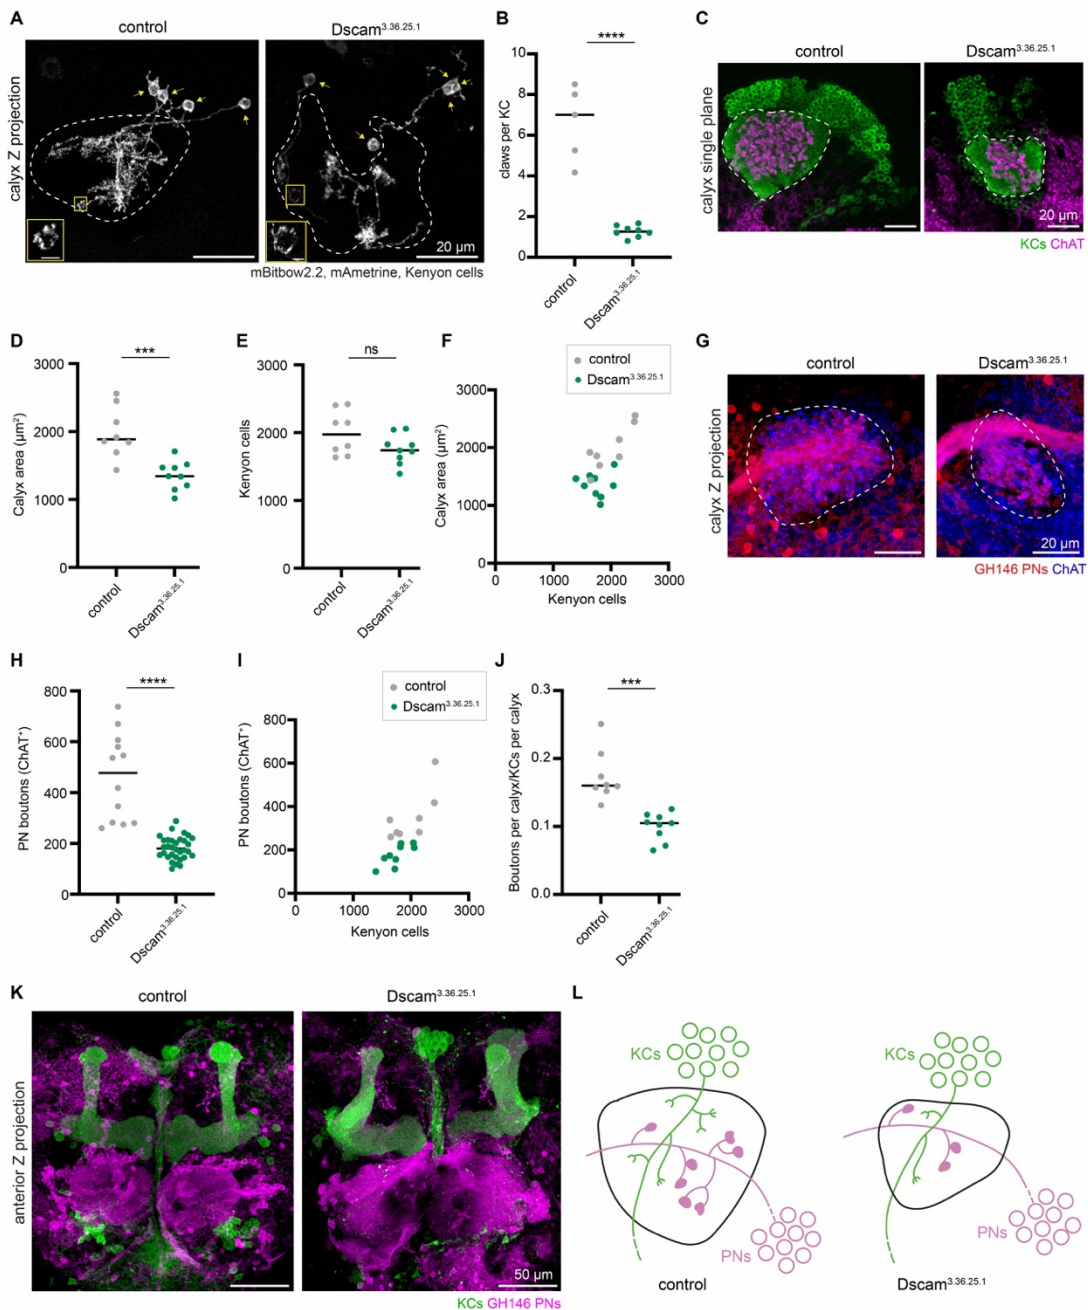 A
control
Dscam3.36.25.1
calyx Z projection
20 µm
mBitbow2.2, mAmetrine, Kenyon cells
B
****
claws per KC
10
8
6
4
2
0
control
Dscam3.36.25.1
C
control
Dscam3.36.25.1
calyx single plane
20 µm
KCs ChAT
D
***
Calyx area (µm2)
3000
2000
1000
0
control
Dscam3.36.25.1
E
ns
Kenyon cells
3000
2000
1000
0
control
Dscam3.36.25.1
F
control
Dscam3.36.25.1
Calyx area (µm2)
3000
2000
1000
0
0 1000 2000 3000
Kenyon cells
G
control
Dscam3.36.25.1
calyx Z projection
20 µm
GH146 PNs ChAT
H
****
PN boutons (ChAT+)
800
600
400
200
0
control
Dscam3.36.25.1
I
control
Dscam3.36.25.1
PN boutons (ChAT+)
800
600
400
200
0
0 1000 2000 3000
Kenyon cells
J
***
Boutons per calyx/KCs per calyx
0.3
0.2
0.1
0.0
control
Dscam3.36.25.1
K
control
Dscam3.36.25.1
anterior Z projection
50 µm
KCs GH146 PNs
L
KCs
PNs
control
KCs
PNs
Dscam3.36.25.1